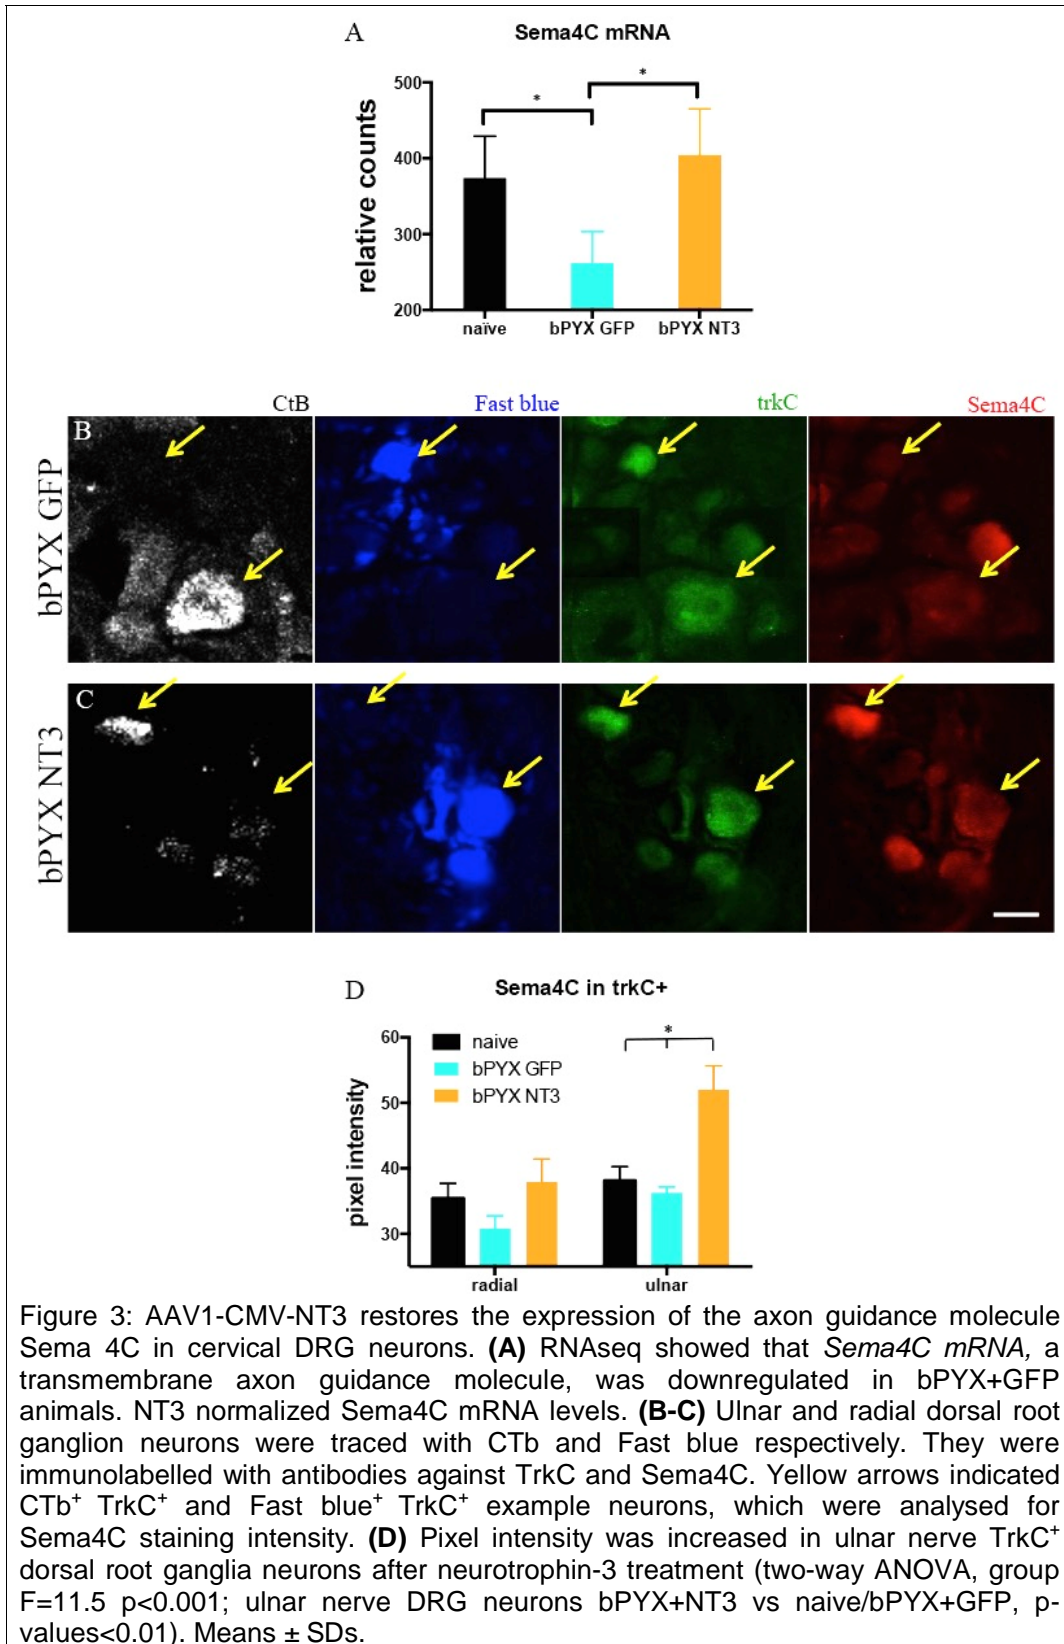 A
Sema4C mRNA
*
*
500
400
300
200
relative counts
naïve bPYX GFP bPYX NT3
CtB Fast blue trkC Sema4C
B
bPYX GFP
C
bPYX NT3
D
Sema4C in trkC+
*
60
50
40
30
pixel intensity
naive
bPYX GFP
bPYX NT3
radial ulnar
Figure 3: AAV1-CMV-NT3 restores the expression of the axon guidance molecule
Sema 4C in cervical DRG neurons. (A) RNAseq showed that Sema4C mRNA, a
transmembrane axon guidance molecule, was downregulated in bPYX+GFP
animals. NT3 normalized Sema4C mRNA levels. (B-C) Ulnar and radial dorsal root
ganglion neurons were traced with CTb and Fast blue respectively. They were
immunolabelled with antibodies against TrkC and Sema4C. Yellow arrows indicated
CTb⁺ TrkC⁺ and Fast blue⁺ TrkC⁺ example neurons, which were analysed for
Sema4C staining intensity. (D) Pixel intensity was increased in ulnar nerve TrkC⁺
dorsal root ganglia neurons after neurotrophin-3 treatment (two-way ANOVA, group
F=11.5 p<0.001; ulnar nerve DRG neurons bPYX+NT3 vs naive/bPYX+GFP, p-
values<0.01). Means ± SDs.